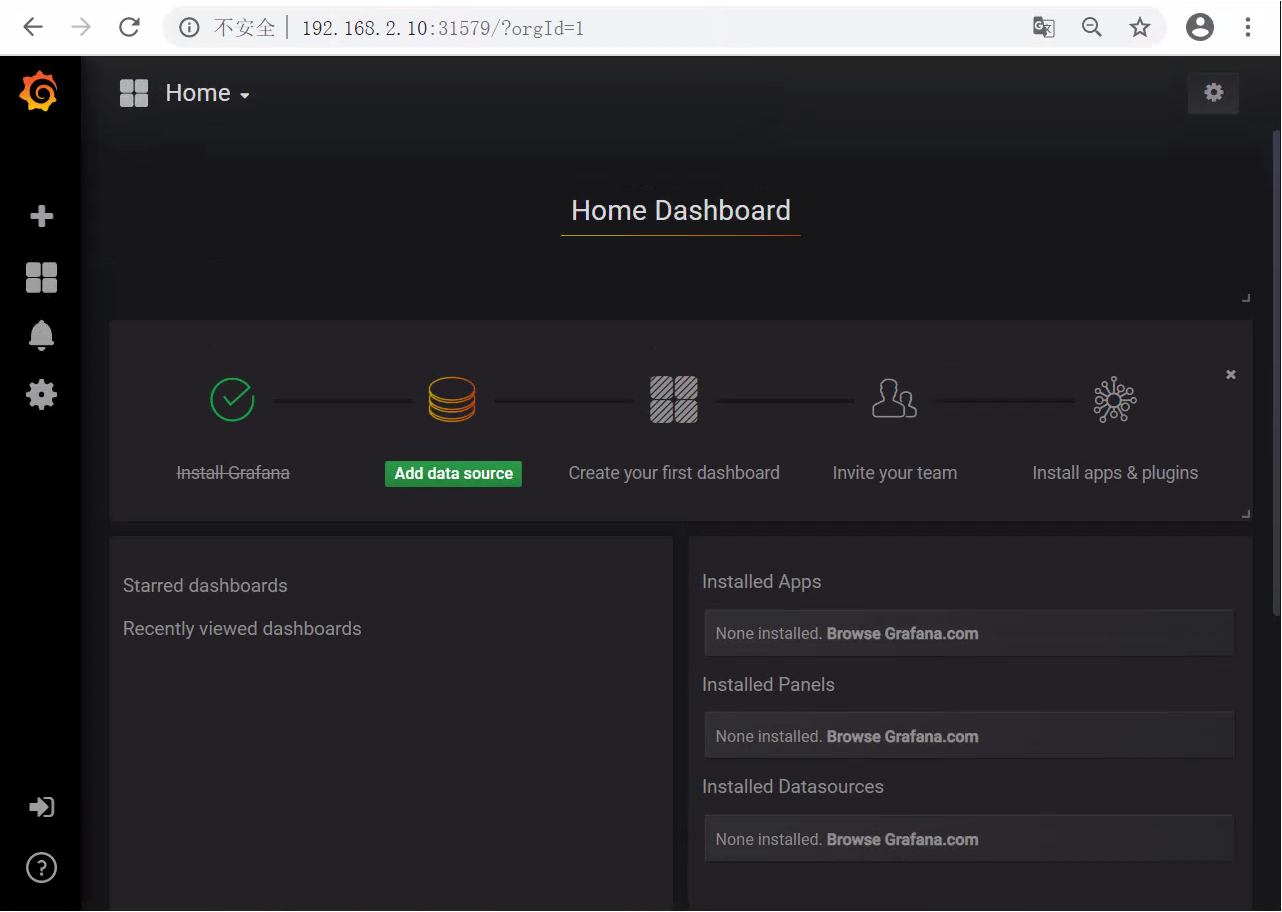 不安全 | 192.168.2.10:31579/?orgId=1
Home
Home Dashboard
Install Grafana
Add data source
Create your first dashboard
Invite your team
Install apps & plugins
Starred dashboards
Recently viewed dashboards
Installed Apps
None installed. Browse Grafana.com
Installed Panels
None installed. Browse Grafana.com
Installed Datasources
None installed. Browse Grafana.com